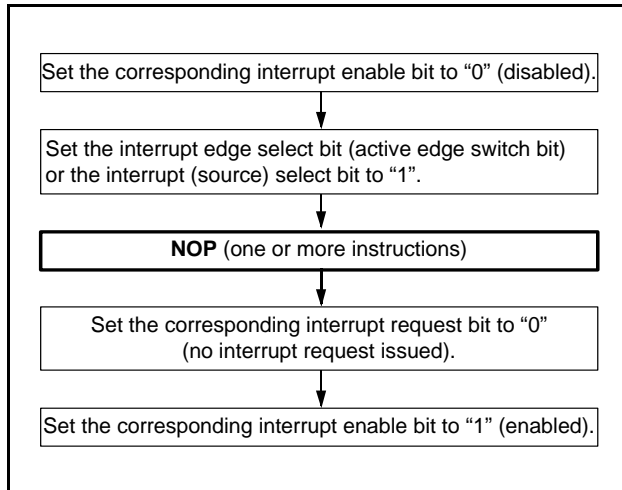 Set the corresponding interrupt enable bit to “0” (disabled).
Set the interrupt edge select bit (active edge switch bit)
or the interrupt (source) select bit to “1”.
NOP (one or more instructions)
Set the corresponding interrupt request bit to “0”
(no interrupt request issued).
Set the corresponding interrupt enable bit to “1” (enabled).